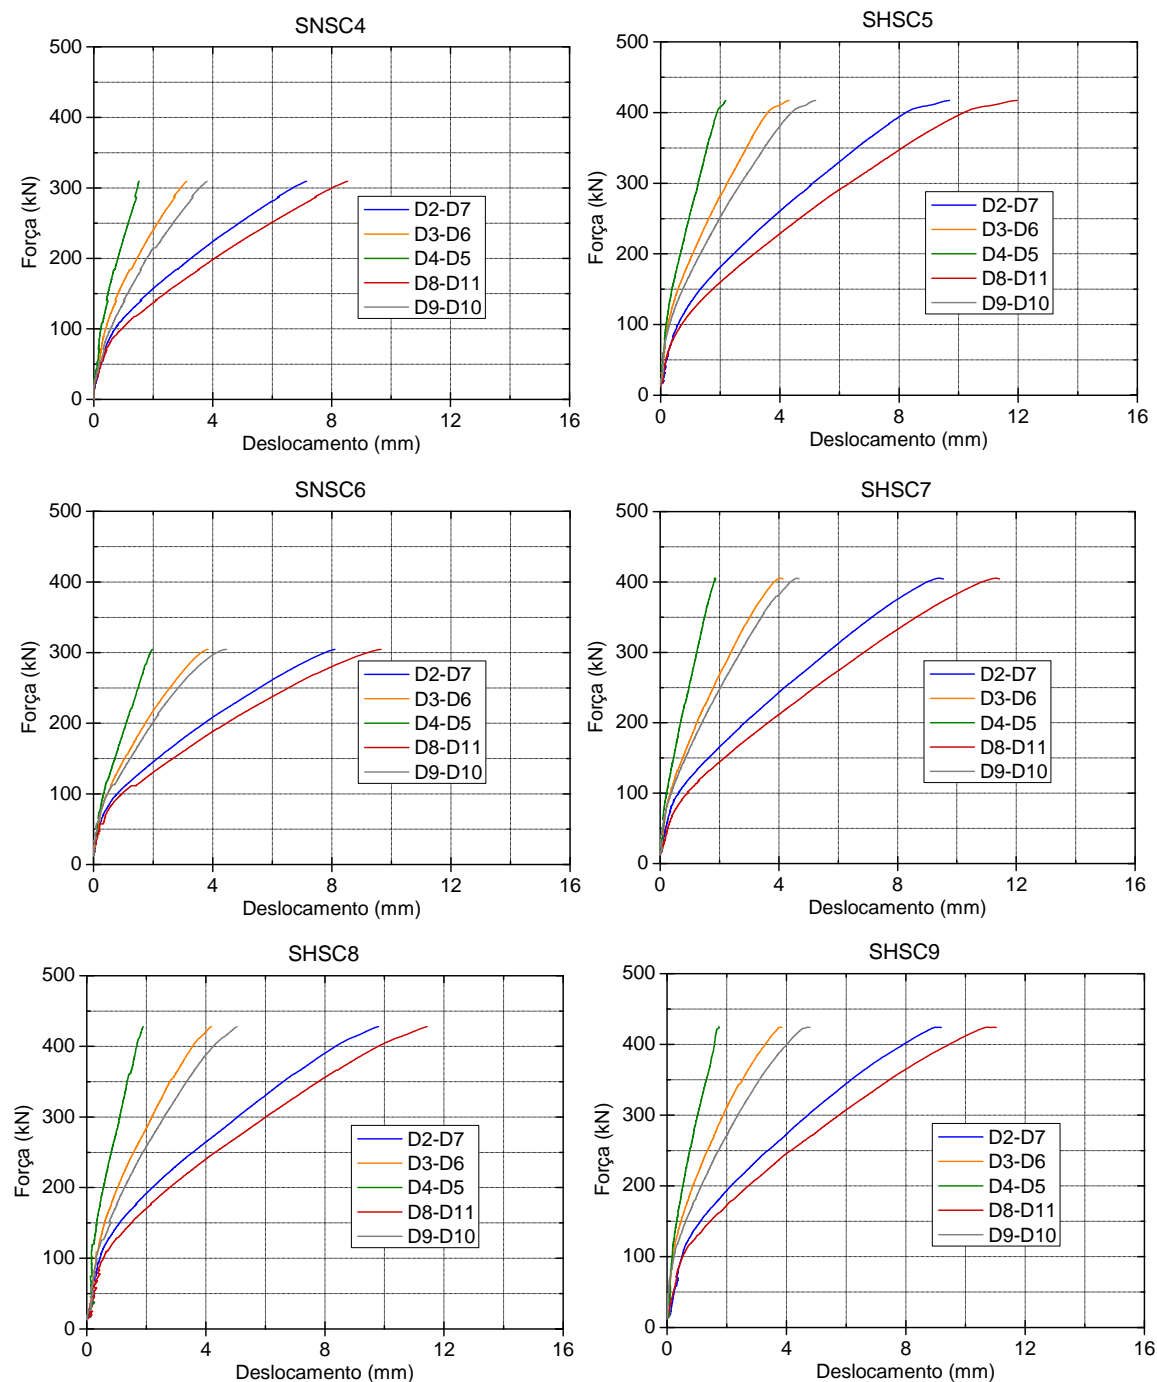 SNSC4
500
400
300
200
100
0
Força (kN)
0 4 8 12 16
Deslocamento (mm)
D2-D7
D3-D6
D4-D5
D8-D11
D9-D10
SHSC5
500
400
300
200
100
0
Força (kN)
0 4 8 12 16
Deslocamento (mm)
D2-D7
D3-D6
D4-D5
D8-D11
D9-D10
SNSC6
500
400
300
200
100
0
Força (kN)
0 4 8 12 16
Deslocamento (mm)
D2-D7
D3-D6
D4-D5
D8-D11
D9-D10
SHSC7
500
400
300
200
100
0
Força (kN)
0 4 8 12 16
Deslocamento (mm)
D2-D7
D3-D6
D4-D5
D8-D11
D9-D10
SHSC8
500
400
300
200
100
0
Força (kN)
0 4 8 12 16
Deslocamento (mm)
D2-D7
D3-D6
D4-D5
D8-D11
D9-D10
SHSC9
500
400
300
200
100
0
Força (kN)
0 4 8 12 16
Deslocamento (mm)
D2-D7
D3-D6
D4-D5
D8-D11
D9-D10